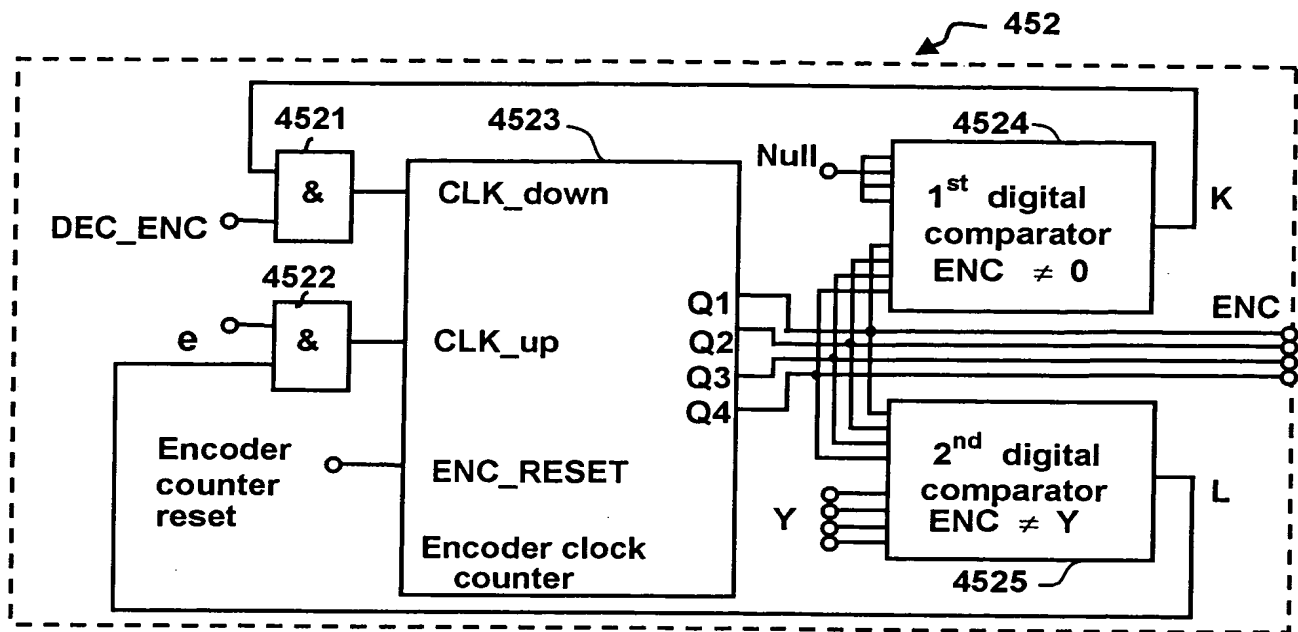 452
4521
4523
4524
Null
&
CLK_down
1st digital
comparator
ENC ≠ 0
K
DEC_ENC
4522
e
&
CLK_up
Q1
Q2
Q3
Q4
ENC
Encoder
counter
reset
ENC_RESET
2nd digital
comparator
ENC ≠ Y
L
Y
Encoder clock
counter
4525